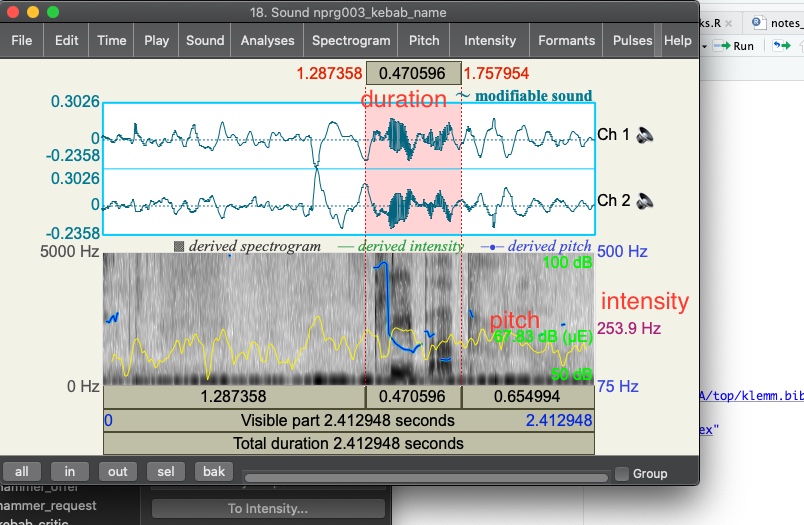 18. Sound nprg003_kebab_name
File Edit Time Play Sound Analyses Spectrogram Pitch Intensity Formants Pulses Help
ks.R notes_
Run
1.287358 0.470596 1.757954
duration
~ modifiable sound
0.3026
0
-0.2358
Ch 1
0.3026
0
-0.2358
Ch 2
derived spectrogram derived intensity derived pitch
5000 Hz
0 Hz
500 Hz
100 dB
intensity
pitch
253.9 Hz
67.83 dB (µE)
50 dB
75 Hz
1.287358 0.470596 0.654994
A/top/klemm.bib
0 Visible part 2.412948 seconds 2.412948
ex"
Total duration 2.412948 seconds
all in out sel bak Group
hammer_offer
hammer_request
To Intensity...
kebab_critic